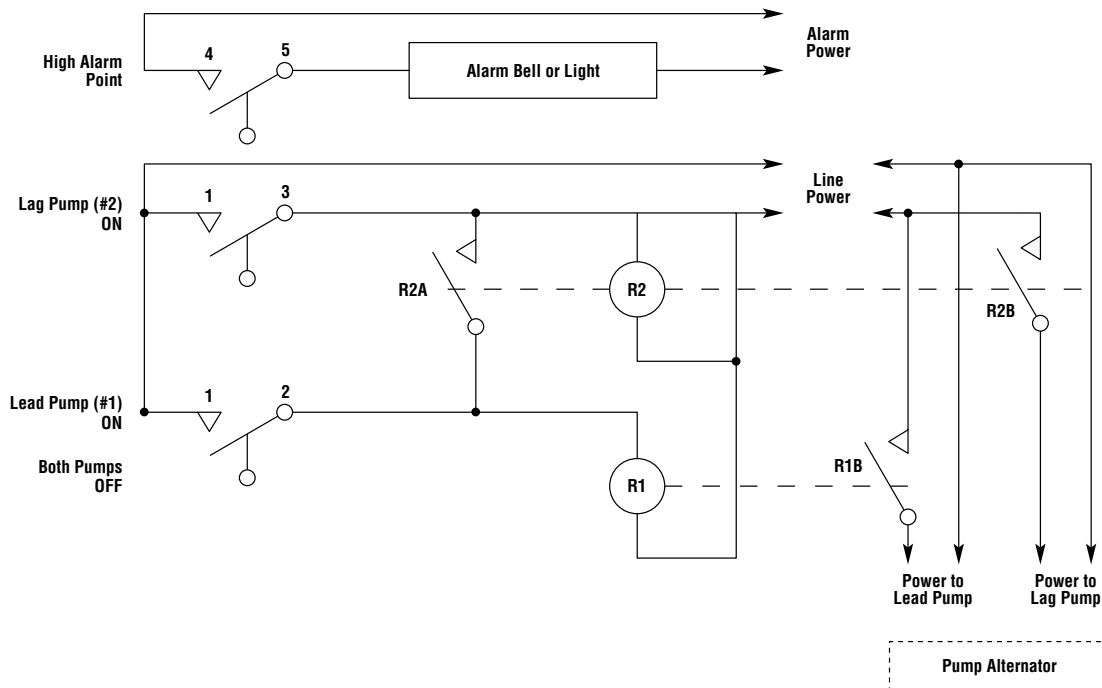 Alarm
Power
High Alarm
Point
4
5
Alarm Bell or Light
Line
Power
Lag Pump (#2)
ON
1
3
R2A
R2
R2B
Lead Pump (#1)
ON
1
2
Both Pumps
OFF
R1
R1B
Power to
Lead Pump
Power to
Lag Pump
Pump Alternator